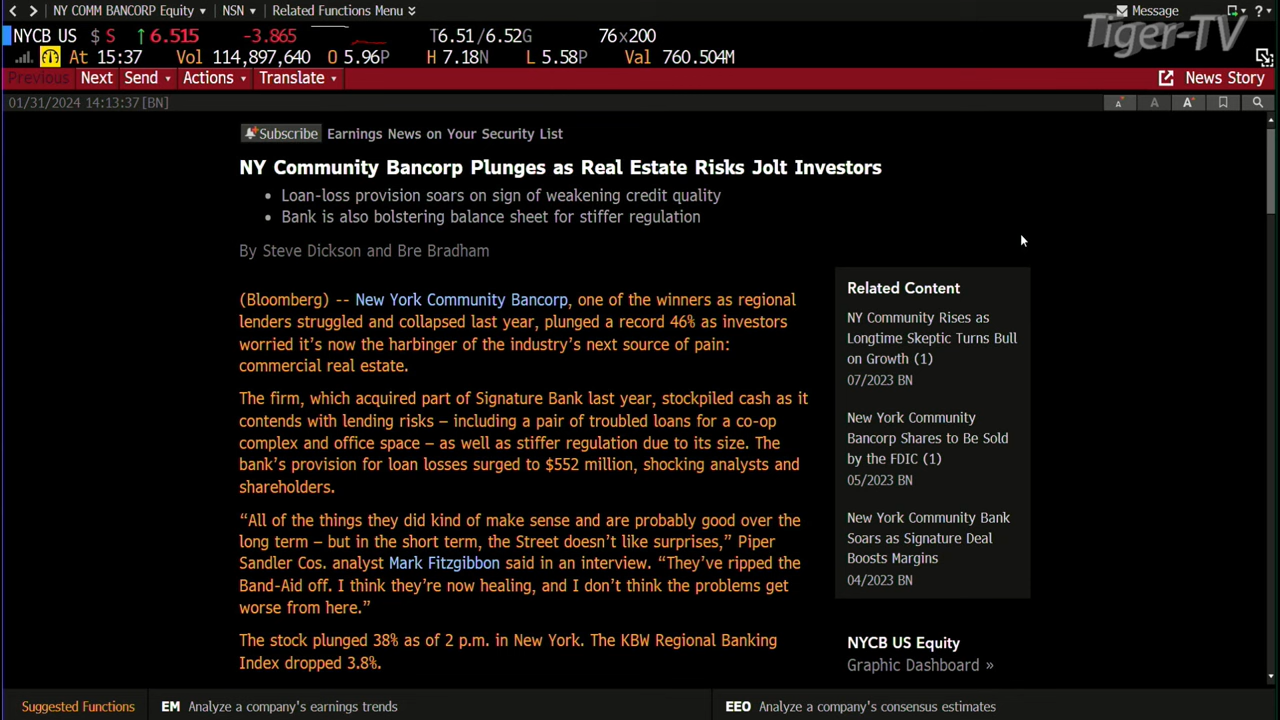 NY COMM BANCORP Equity NSN Related Functions Menu Message
Tiger-TV
NYCB US $ S 6.515 -3.865 T6.51/6.52G 76x200
At 15:37 Vol 114,897,640 O 5.96P H 7.18N L 5.58P Val 760.504M
Previous Next Send Actions Translate News Story
01/31/2024 14:13:37[BN] A A A
Subscribe Earnings News on Your Security List
NY Community Bancorp Plunges as Real Estate Risks Jolt Investors
• Loan-loss provision soars on sign of weakening credit quality
• Bank is also bolstering balance sheet for stiffer regulation
By Steve Dickson and Bre Bradham
(Bloomberg) -- New York Community Bancorp, one of the winners as regional
lenders struggled and collapsed last year, plunged a record 46% as investors
worried it's now the harbinger of the industry's next source of pain:
commercial real estate.
The firm, which acquired part of Signature Bank last year, stockpiled cash as it
contends with lending risks – including a pair of troubled loans for a co-op
complex and office space – as well as stiffer regulation due to its size. The
bank's provision for loan losses surged to $552 million, shocking analysts and
shareholders.
“All of the things they did kind of make sense and are probably good over the
long term – but in the short term, the Street doesn't like surprises,” Piper
Sandler Cos. analyst Mark Fitzgibbon said in an interview. “They've ripped the
Band-Aid off. I think they're now healing, and I don't think the problems get
worse from here.”
The stock plunged 38% as of 2 p.m. in New York. The KBW Regional Banking
Index dropped 3.8%.
Related Content
NY Community Rises as
Longtime Skeptic Turns Bull
on Growth (1)
07/2023 BN
New York Community
Bancorp Shares to Be Sold
by the FDIC (1)
05/2023 BN
New York Community Bank
Soars as Signature Deal
Boosts Margins
04/2023 BN
NYCB US Equity
Graphic Dashboard »
Suggested Functions EM Analyze a company's earnings trends EEO Analyze a company's consensus estimates